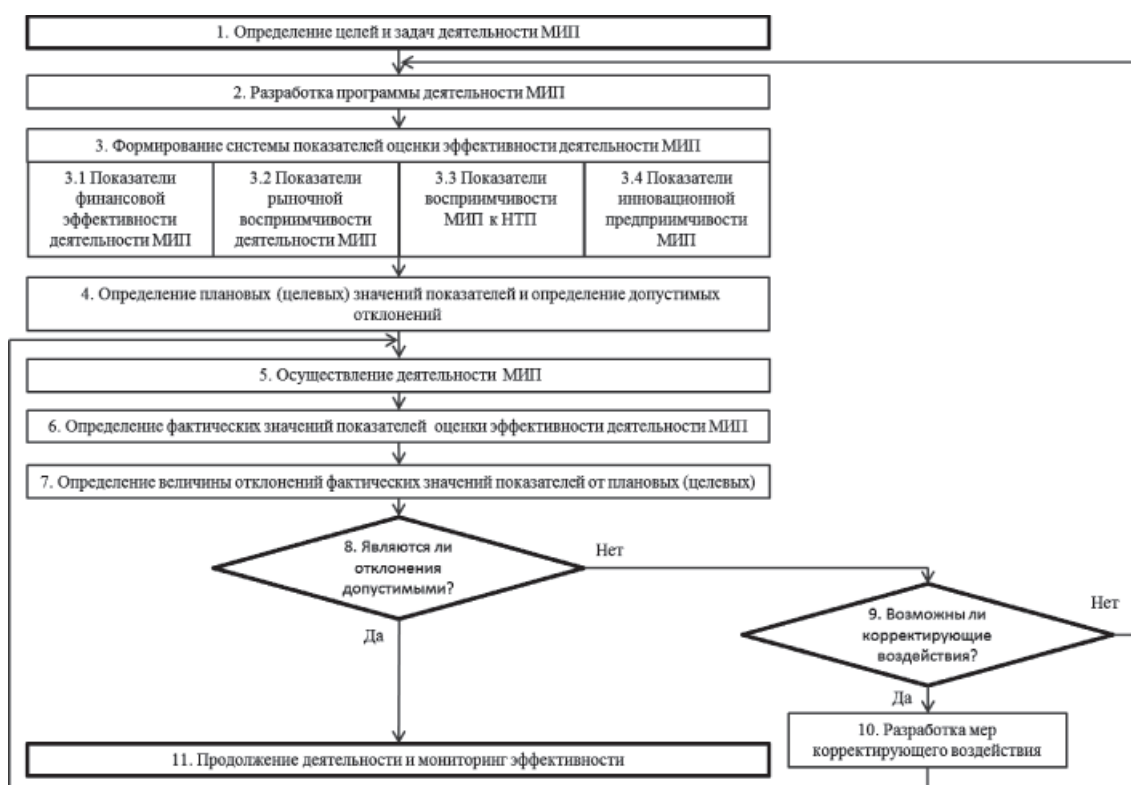 1. Определение целей и задач деятельности МИП
2. Разработка программы деятельности МИП
3. Формирование системы показателей оценки эффективности деятельности МИП
3.1 Показатели
финансовой
эффективности
деятельности МИП
3.2 Показатели
рыночной
восприимчивости
деятельности МИП
3.3 Показатели
восприимчивости
МИП к НТП
3.4 Показатели
инновационной
предприимчивости
МИП
4. Определение плановых (целевых) значений показателей и определение допустимых
отклонений
5. Осуществление деятельности МИП
6. Определение фактических значений показателей оценки эффективности деятельности МИП
7. Определение величины отклонений фактических значений показателей от плановых (целевых)
8. Являются ли
отклонения
допустимыми?
Нет
Да
9. Возможны ли
корректирующие
воздействия?
Нет
Да
10. Разработка мер
корректирующего воздействия
11. Продолжение деятельности и мониторинг эффективности